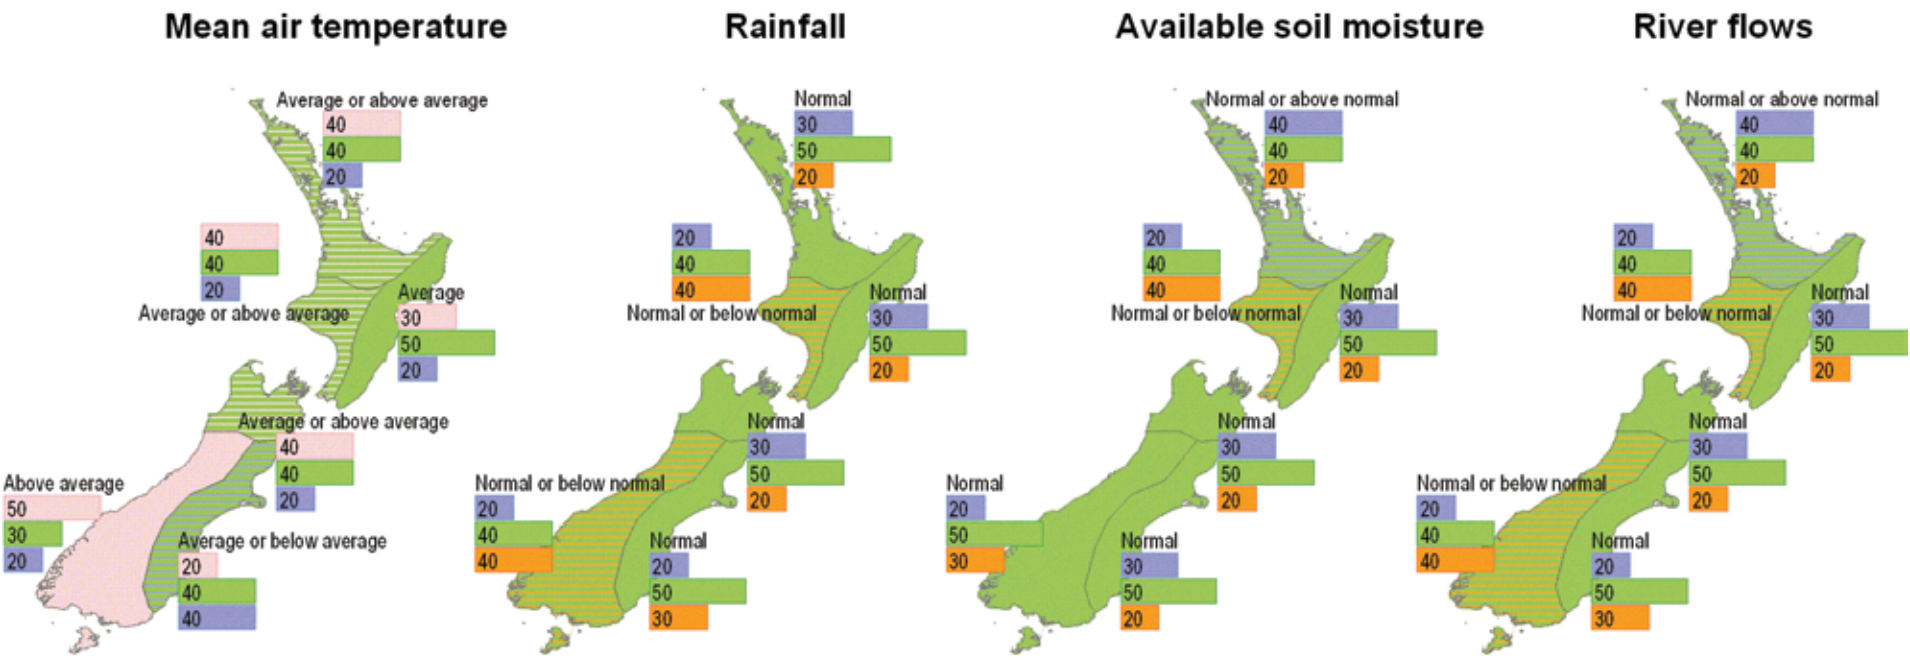 Mean air temperature
Average or above average
40
40
20
40
40
20
Average or above average
Average
30
50
20
Average or above average
40
40
20
Above average
50
30
20
Average or below average
20
40
40
Rainfall
Normal
30
50
20
20
40
40
Normal or below normal
Normal
30
50
20
Normal
30
50
20
Normal or below normal
20
40
40
Normal
20
50
30
Available soil moisture
Normal or above normal
40
40
20
20
40
40
Normal or below normal
Normal
30
50
20
Normal
30
50
20
Normal
20
50
30
Normal
30
50
20
River flows
Normal or above normal
40
40
20
20
40
40
Normal or below normal
Normal
30
50
20
Normal
30
50
20
Normal or below normal
20
40
40
Normal
20
50
30